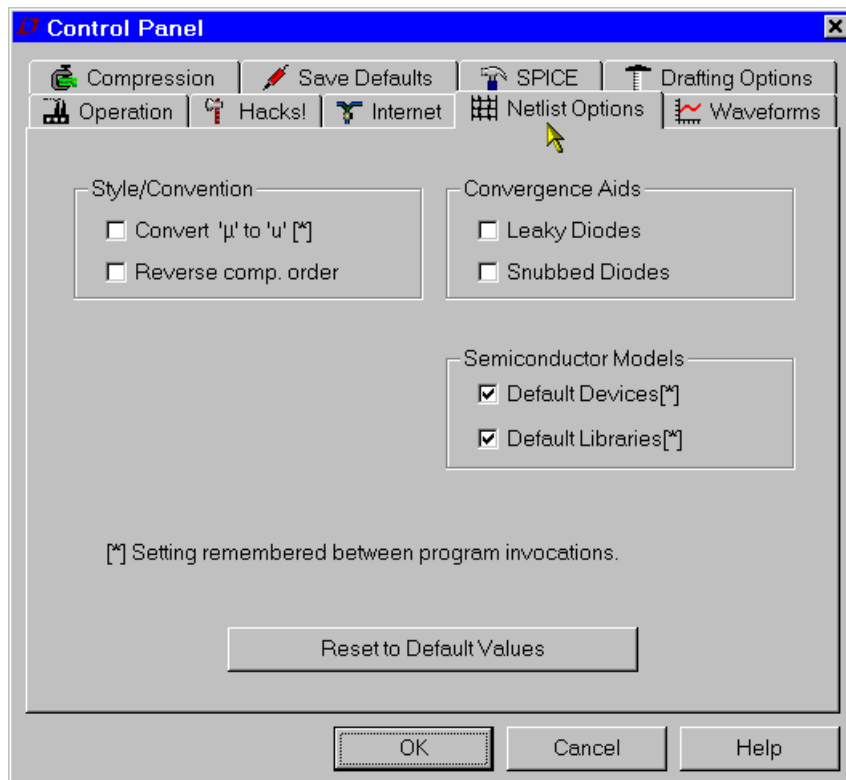 Control Panel
Compression
Save Defaults
SPICE
Drafting Options
Operation
Hacks!
Internet
Netlist Options
Waveforms
Style/Convention
Convert 'µ' to 'u' [*]
Reverse comp. order
Convergence Aids
Leaky Diodes
Snubbed Diodes
Semiconductor Models
Default Devices[*]
Default Libraries[*]
[*] Setting remembered between program invocations.
Reset to Default Values
OK
Cancel
Help